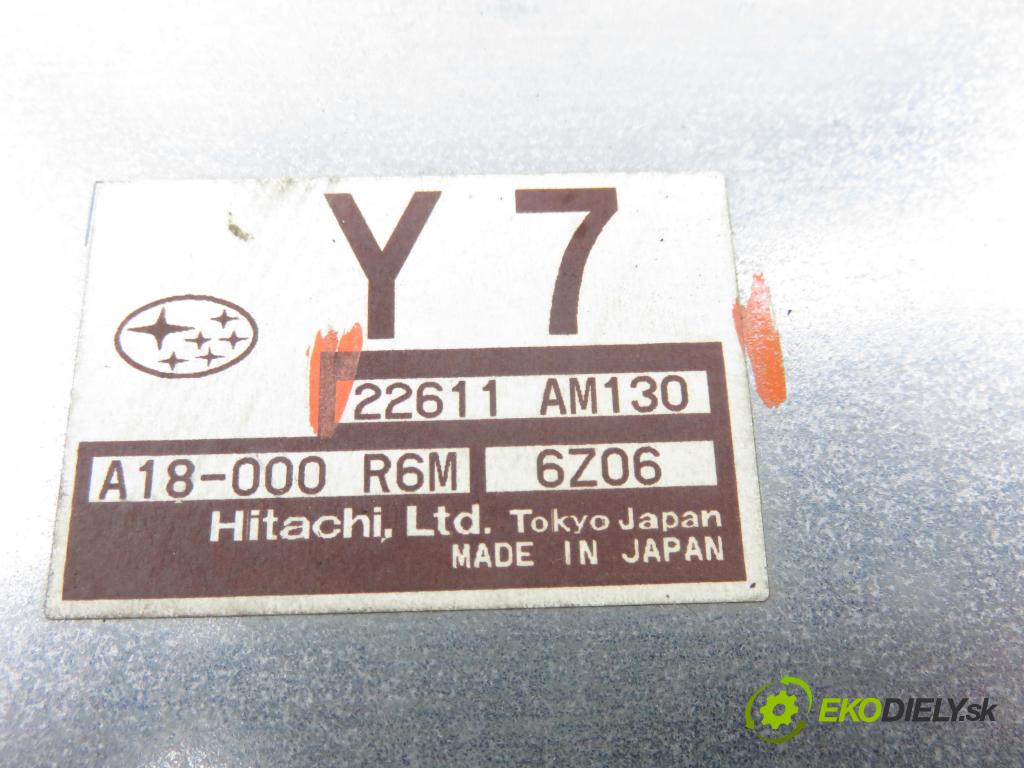 Y 7
22611 AM130
A18-000 R6M 6Z06
Hitachi, Ltd. Tokyo Japan
MADE IN JAPAN
EKODIELY.sk